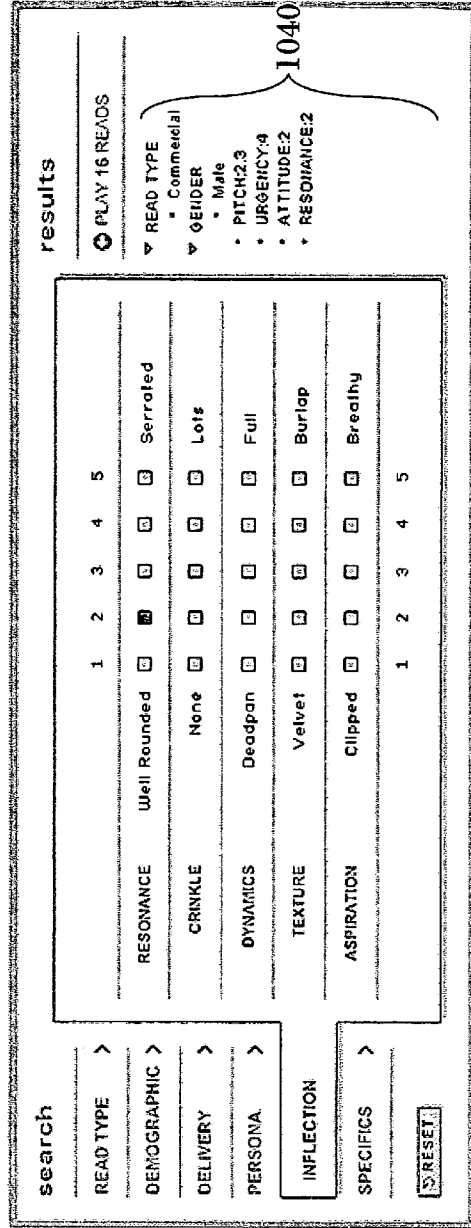 search
READ TYPE >
DEMOGRAPHIC >
DELIVERY >
PERSONA. >
INFLECTION
SPECIFICS >
RESET
1 2 3 4 5
RESONANCE Well Rounded Serrated
CRINKLE None Lots
DYNAMICS Deadpan Full
TEXTURE Velvet Burlap
ASPIRATION Clipped Breathy
1 2 3 4 5
results
PLAY 16 READS
READ TYPE
• Commercial
GENDER
• Male
• PITCH:2.3
• URGENCY:4
• ATTITUDE:2
• RESONANCE:2
1040